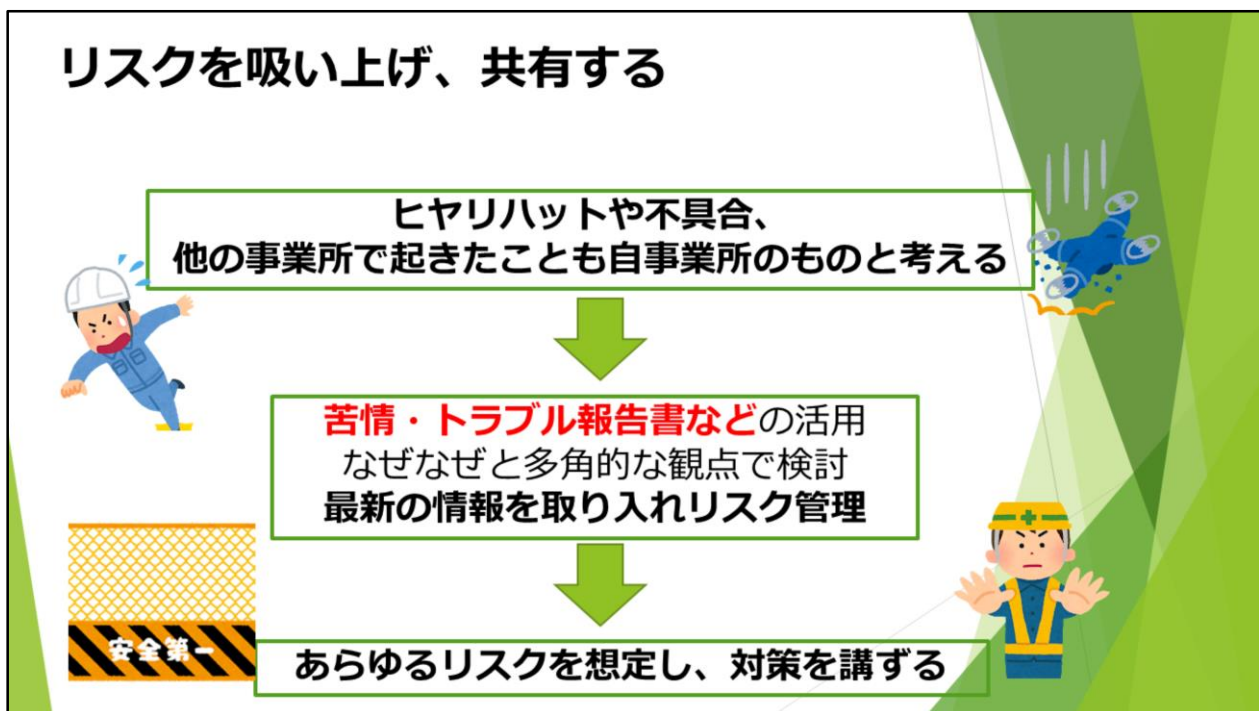 リスクを吸い上げ、共有する
ヒヤリハットや不具合、
他の事業所で起きたことも自事業所のものと考える
苦情・トラブル報告書などの活用
なぜなぜと多角的な観点で検討
最新の情報を取り入れリスク管理
安全第一
あらゆるリスクを想定し、対策を講ずる